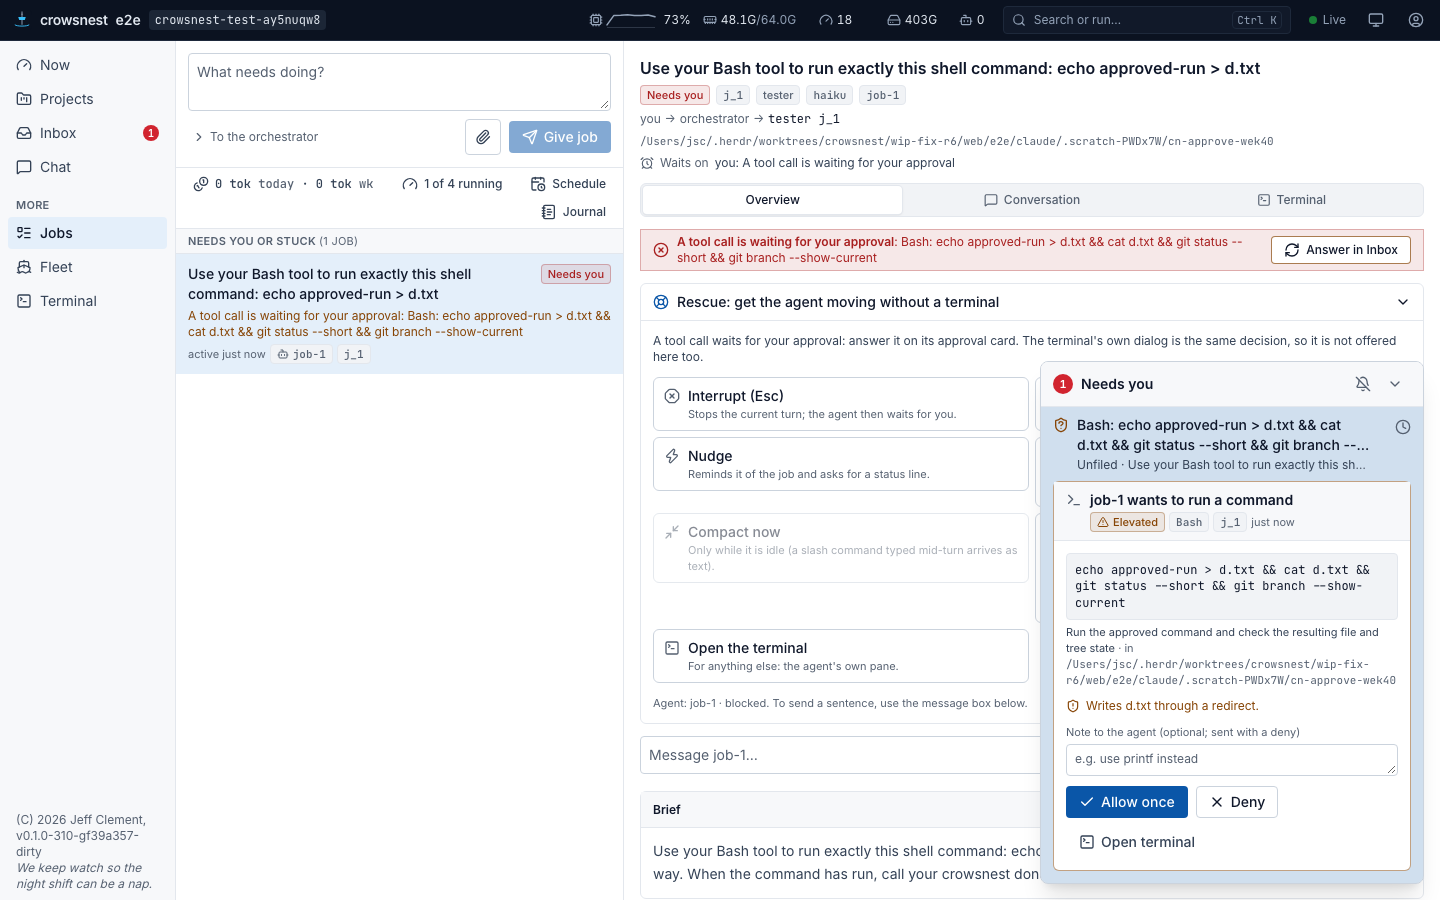 crowsnest e2e crowsnest-test-ay5nuqw8
73% 48.1G/64.0G 18 403G 0
Search or run... Ctrl K
Live
Now
Projects
Inbox 1
Chat
MORE
Jobs
Fleet
Terminal
(C) 2026 Jeff Clement,
v0.1.0-310-gf39a357-
dirty
We keep watch so the
night shift can be a nap.
What needs doing?
To the orchestrator
Give job
0 tok today · 0 tok wk
1 of 4 running
Schedule
Journal
NEEDS YOU OR STUCK (1 JOB)
Use your Bash tool to run exactly this shell
command: echo approved-run > d.txt
Needs you
A tool call is waiting for your approval: Bash: echo approved-run > d.txt &&
cat d.txt && git status --short && git branch --show-current
active just now job-1 j_1
Use your Bash tool to run exactly this shell command: echo approved-run > d.txt
Needs you j_1 tester haiku job-1
you → orchestrator → tester j_1
/Users/jsc/.herdr/worktrees/crowsnest/wip-fix-r6/web/e2e/claude/.scratch-PWDx7W/cn-approve-wek40
Waits on you: A tool call is waiting for your approval
Overview
Conversation
Terminal
A tool call is waiting for your approval: Bash: echo approved-run > d.txt && cat d.txt && git status --
short && git branch --show-current
Answer in Inbox
Rescue: get the agent moving without a terminal
A tool call waits for your approval: answer it on its approval card. The terminal's own dialog is the same decision, so it is not offered
here too.
Interrupt (Esc)
Stops the current turn; the agent then waits for you.
Nudge
Reminds it of the job and asks for a status line.
Compact now
Only while it is idle (a slash command typed mid-turn arrives as
text).
Open the terminal
For anything else: the agent's own pane.
Agent: job-1 · blocked. To send a sentence, use the message box below.
Message job-1...
Brief
Use your Bash tool to run exactly this shell command: echo
way. When the command has run, call your crowsnest don
1 Needs you
Bash: echo approved-run > d.txt && cat
d.txt && git status --short && git branch --...
Unfiled · Use your Bash tool to run exactly this sh...
job-1 wants to run a command
Elevated Bash j_1 just now
echo approved-run > d.txt && cat d.txt &&
git status --short && git branch --show-
current
Run the approved command and check the resulting file and
tree state · in
/Users/jsc/.herdr/worktrees/crowsnest/wip-fix-
r6/web/e2e/claude/.scratch-PWDx7W/cn-approve-wek40
Writes d.txt through a redirect.
Note to the agent (optional; sent with a deny)
e.g. use printf instead
Allow once
Deny
Open terminal